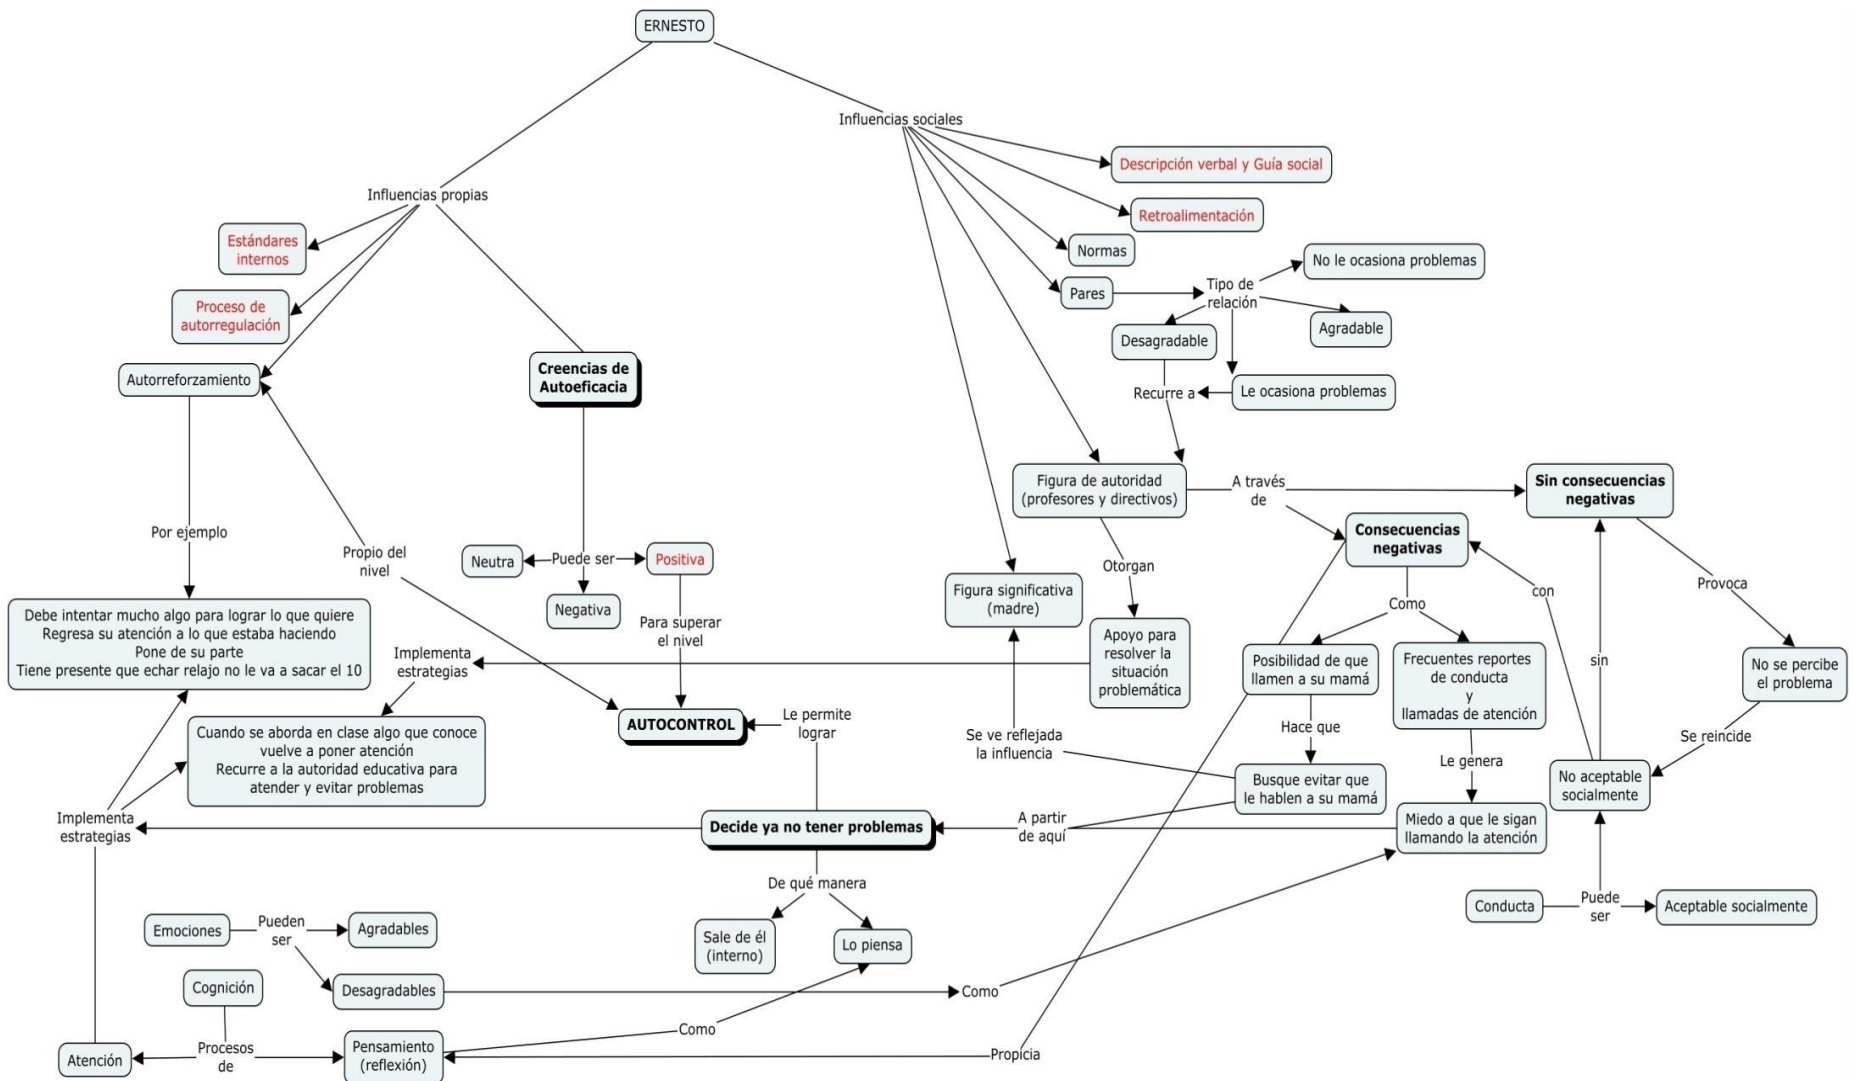 ERNESTO
Influencias sociales
Descripción verbal y Guía social
Influencias propias
Retroalimentación
Estándares
internos
Normas
No le ocasiona problemas
Pares
Tipo de
relación
Proceso de
autorregulación
Agradable
Desagradable
Autorreforzamiento
Creencias de
Autoeficacia
Recurre a
Le ocasiona problemas
Figura de autoridad
(profesores y directivos)
A través
de
Sin consecuencias
negativas
Consecuencias
negativas
Por ejemplo
Propio del
nivel
Neutra
Puede ser
Positiva
Negativa
Otorgan
Figura significativa
(madre)
Como
con
Provoca
Debe intentar mucho algo para lograr lo que quiere
Regresa su atención a lo que estaba haciendo
Pone de su parte
Tiene presente que echar relajo no le va a sacar el 10
Para superar
el nivel
Implementa
estrategias
Apoyo para
resolver la
situación
problemática
Posibilidad de que
llamen a su mamá
Frecuentes reportes
de conducta
y
llamadas de atención
sin
No se percibe
el problema
Cuando se aborda en clase algo que conoce
vuelve a poner atención
Recurre a la autoridad educativa para
atender y evitar problemas
AUTOCONTROL
Le permite
lograr
Se ve reflejada
la influencia
Hace que
Se reincide
Le genera
Busque evitar que
le hablen a su mamá
No aceptable
socialmente
Implementa
estrategias
Decide ya no tener problemas
A partir
de aquí
Miedo a que le sigan
llamando la atención
De qué manera
Conducta
Puede
ser
Aceptable socialmente
Emociones
Pueden
ser
Agradables
Sale de él
(interno)
Lo piensa
Cognición
Desagradables
Como
Como
Atención
Procesos
de
Pensamiento
(reflexión)
Propicia